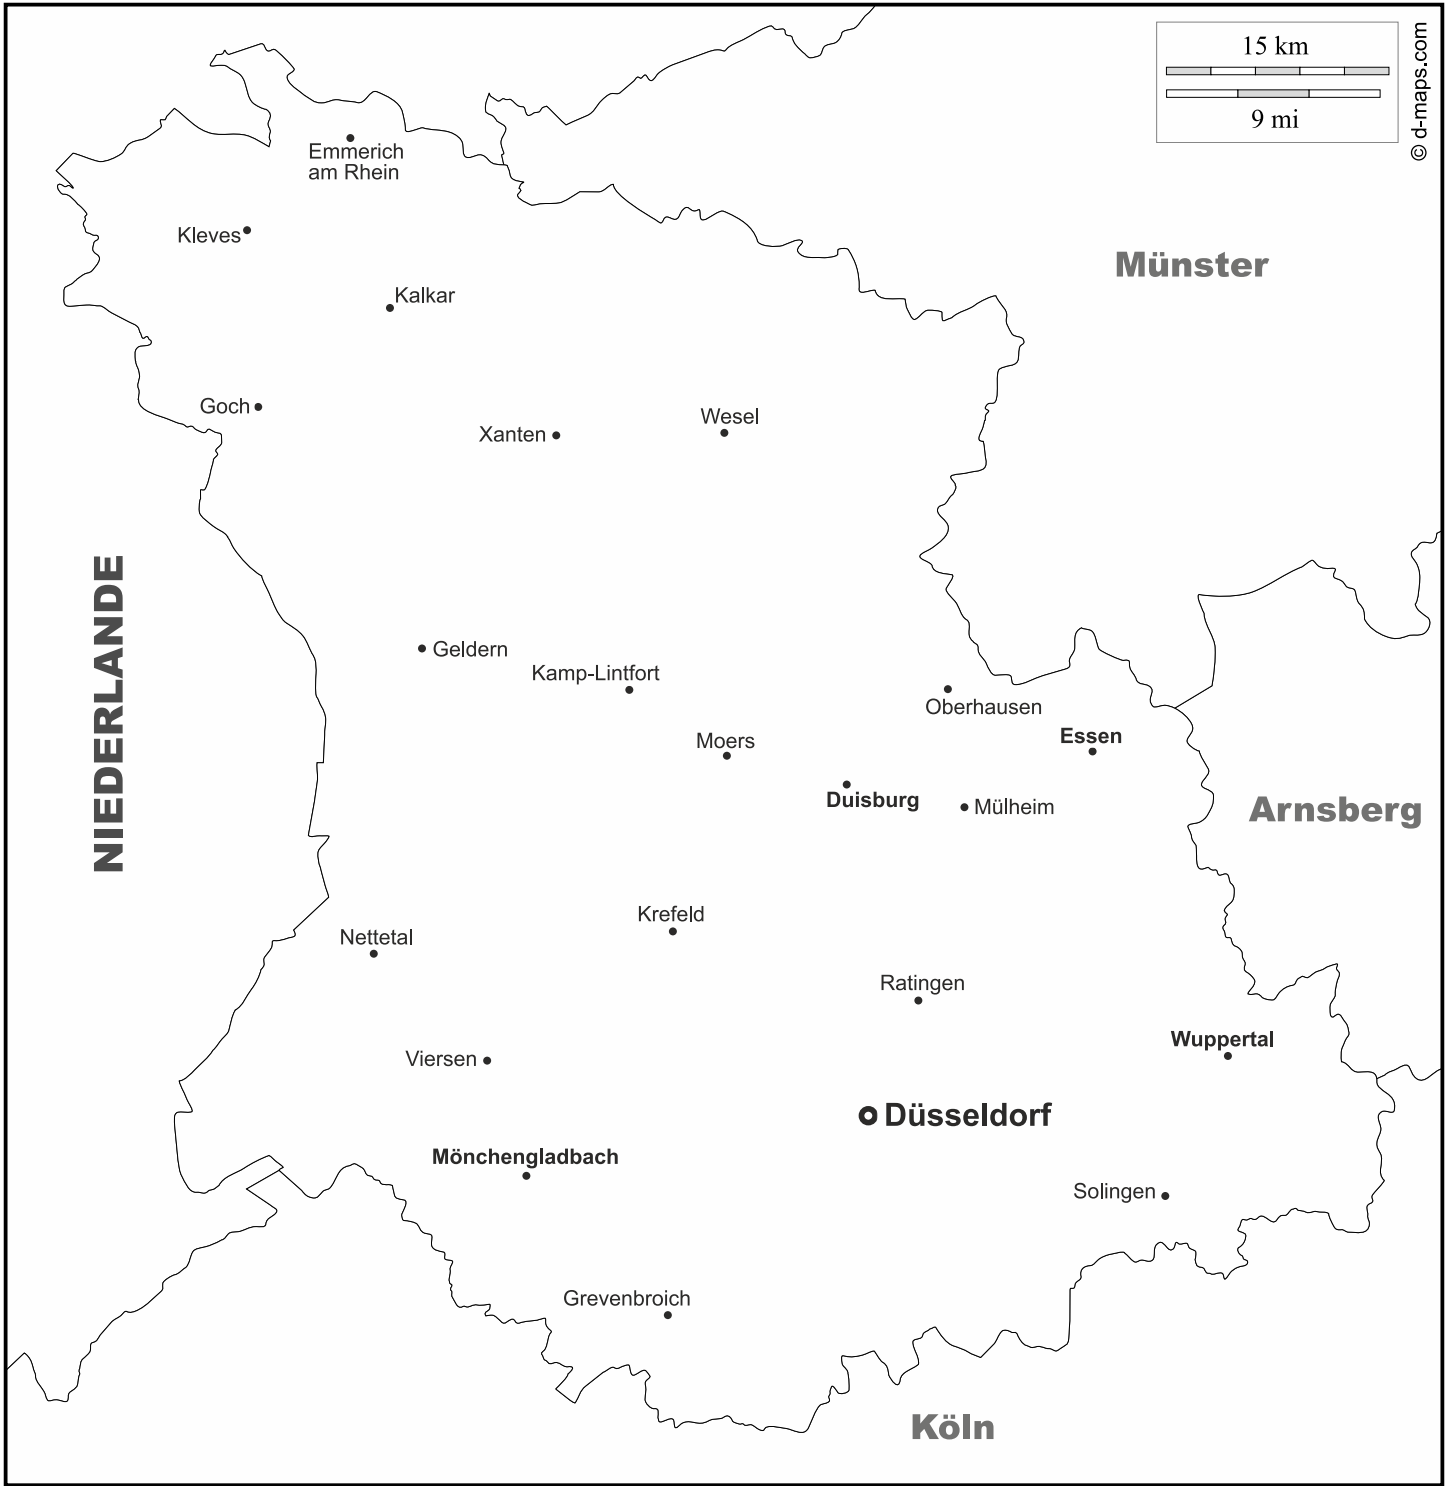 15 km
9 mi
© d-maps.com
Emmerich
am Rhein
Kleves
Münster
Kalkar
Goch
Xanten
Wesel
NIEDERLANDE
Geldern
Kamp-Lintfort
Oberhausen
Essen
Moers
Duisburg
Mülheim
Arnsberg
Krefeld
Nettetal
Ratingen
Wuppertal
Viersen
Düsseldorf
Mönchengladbach
Solingen
Grevenbroich
Köln